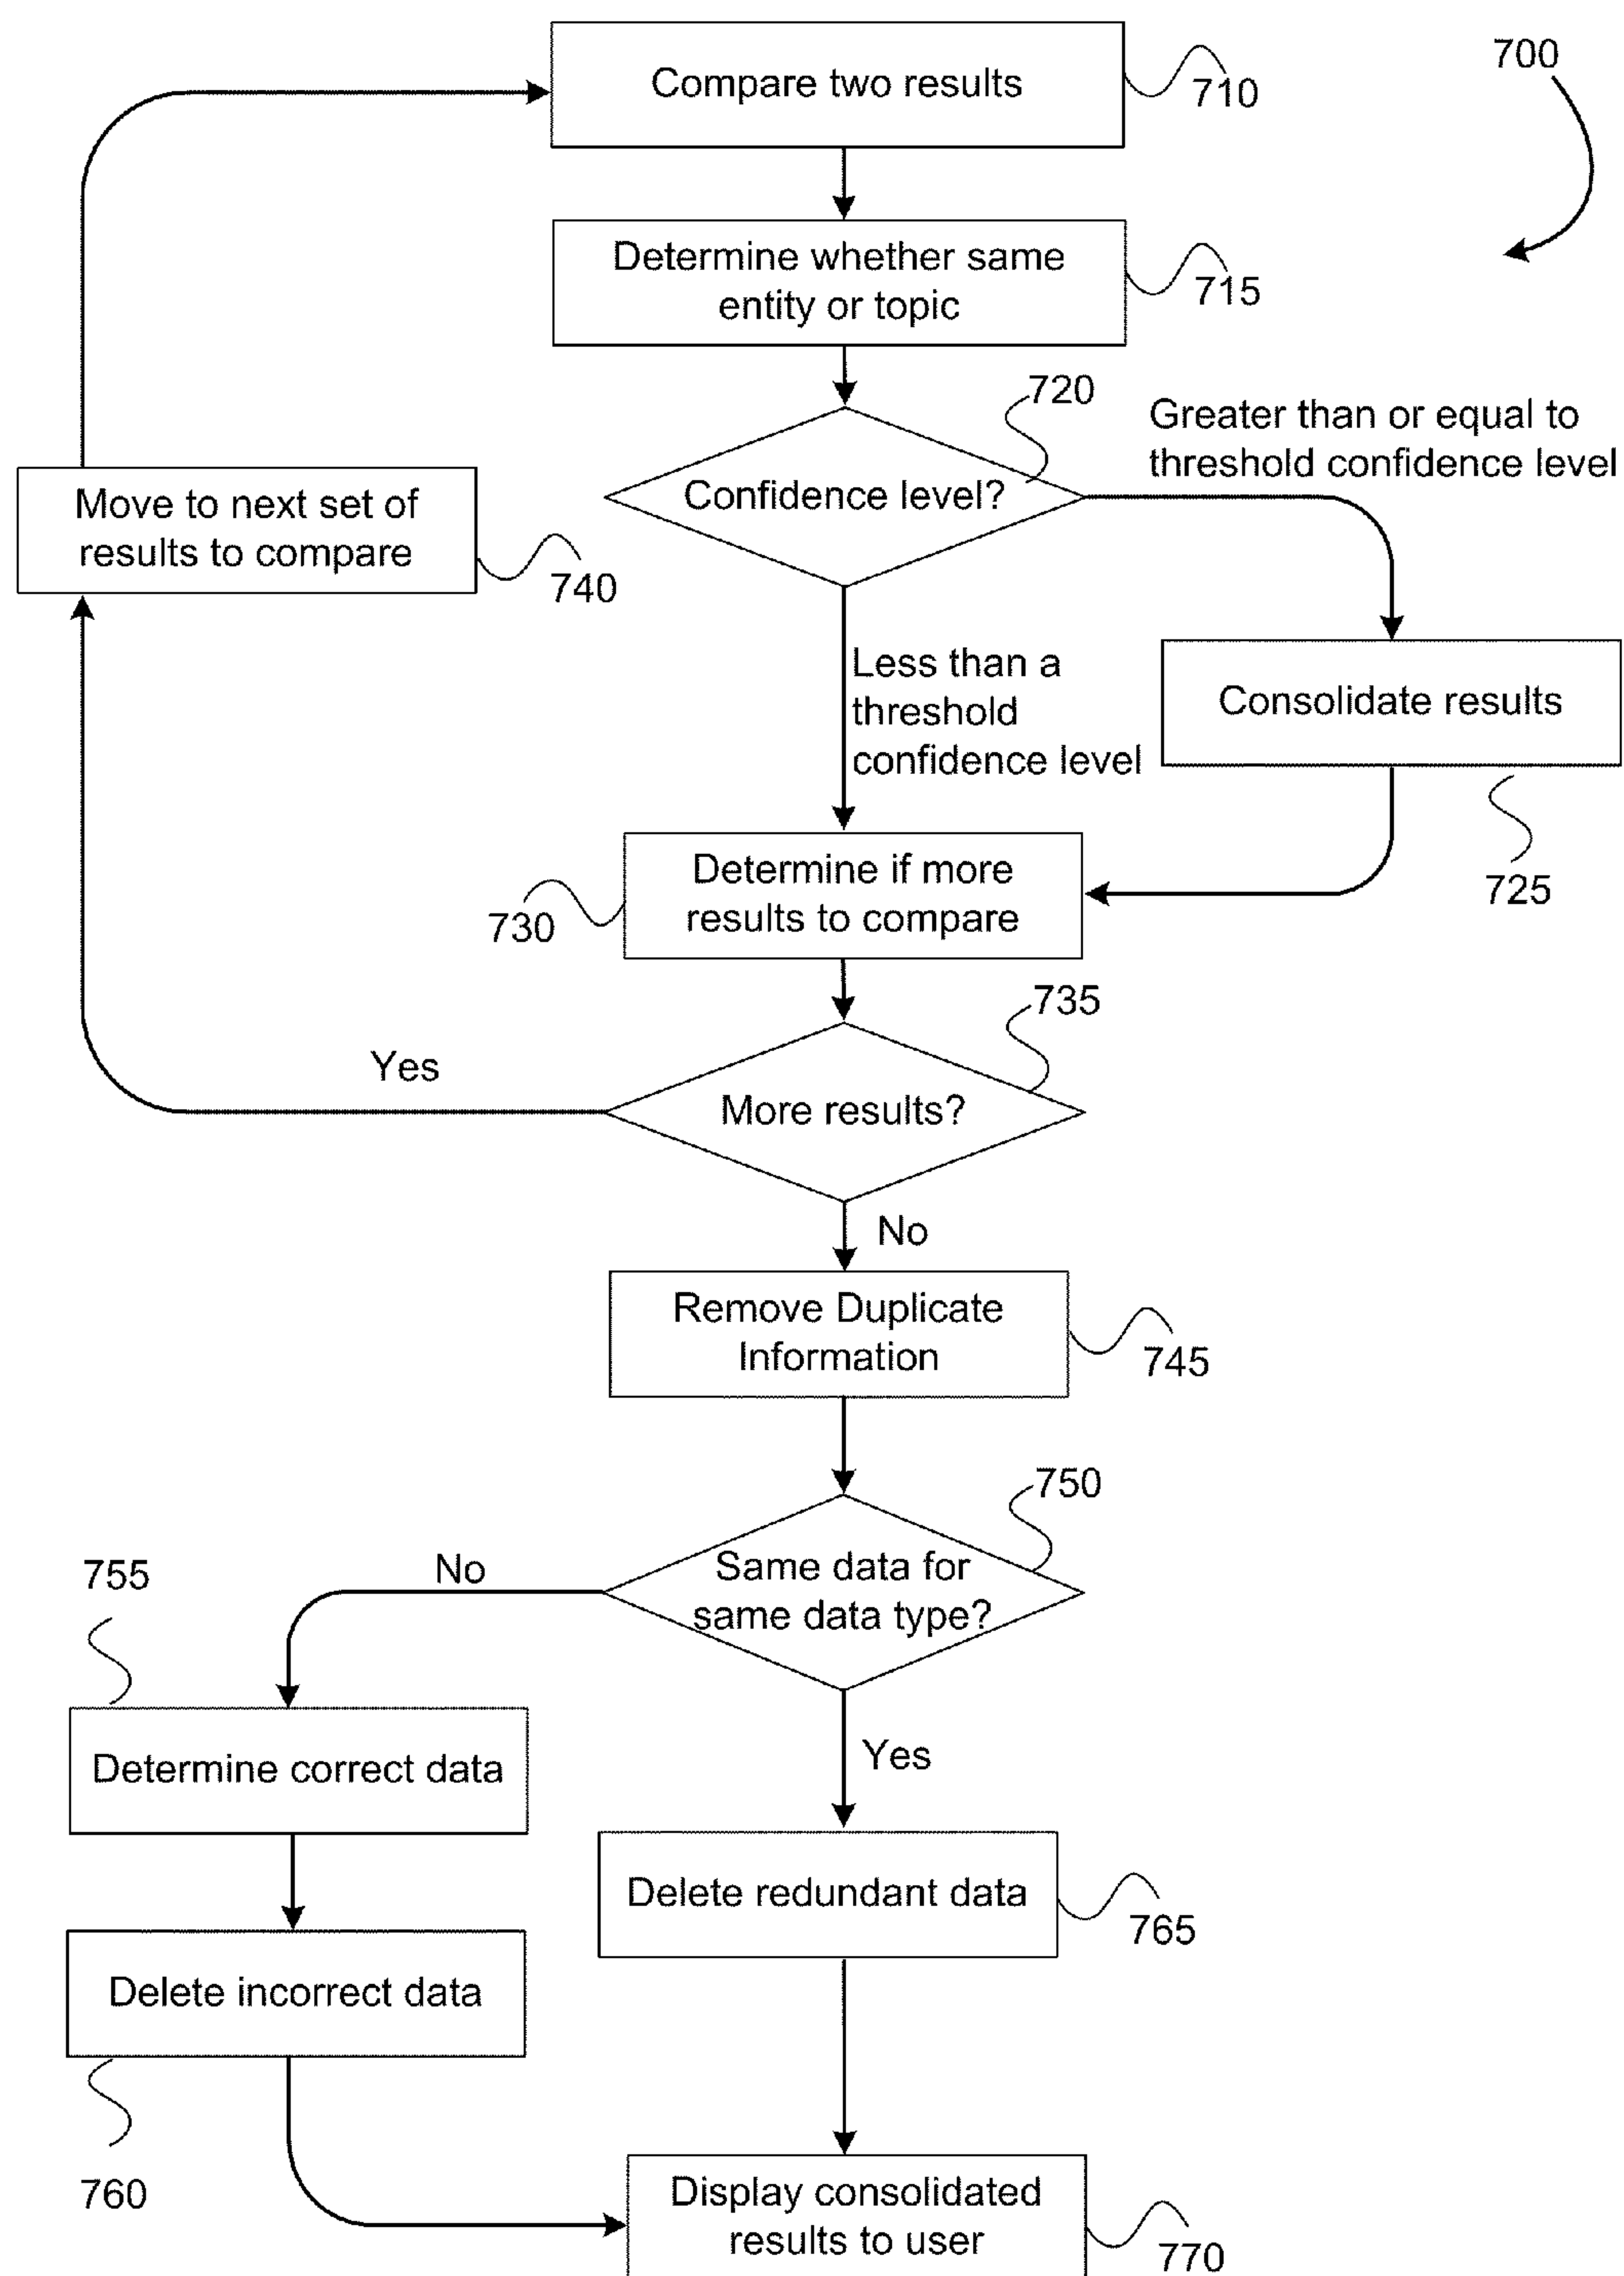 Compare two results
710
700
Determine whether same
entity or topic
715
720
Greater than or equal to
threshold confidence level
Confidence level?
Move to next set of
results to compare
740
Less than a
threshold
confidence level
Consolidate results
725
Determine if more
results to compare
730
735
Yes
More results?
No
Remove Duplicate
Information
745
750
Same data for
same data type?
No
755
Yes
Determine correct data
Delete redundant data
765
Delete incorrect data
760
Display consolidated
results to user
770